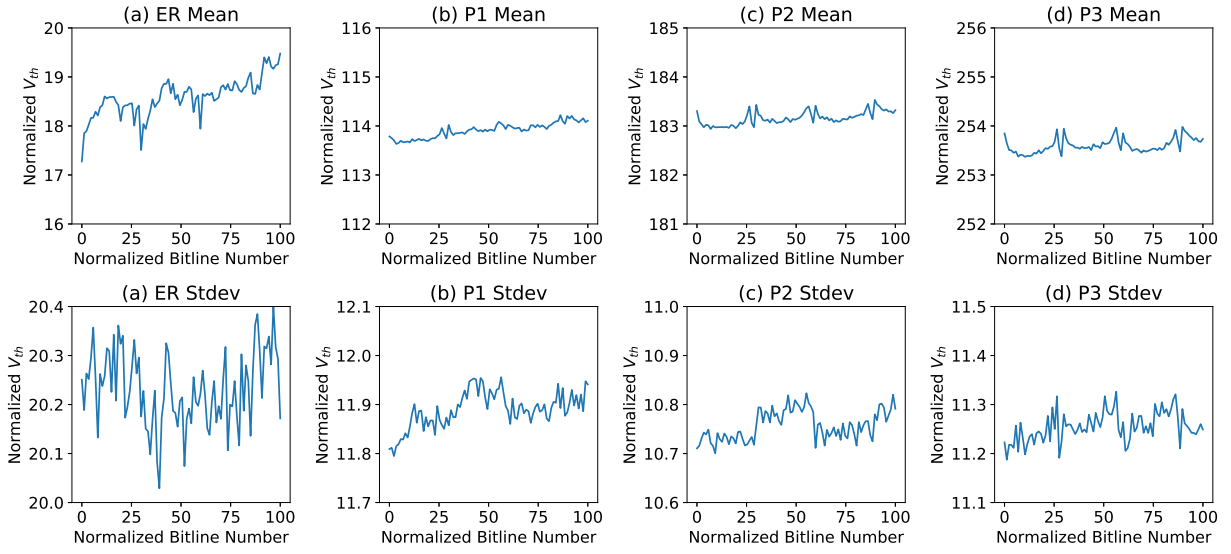 (a) ER Mean
(b) P1 Mean
(c) P2 Mean
(d) P3 Mean
20
19
18
17
16
Normalized Vth
0 25 50 75 100
Normalized Bitline Number
116
115
114
113
112
Normalized Vth
0 25 50 75 100
Normalized Bitline Number
185
184
183
182
181
Normalized Vth
0 25 50 75 100
Normalized Bitline Number
256
255
254
253
252
Normalized Vth
0 25 50 75 100
Normalized Bitline Number
(a) ER Stdev
(b) P1 Stdev
(c) P2 Stdev
(d) P3 Stdev
20.4
20.3
20.2
20.1
20.0
Normalized Vth
0 25 50 75 100
Normalized Bitline Number
12.1
12.0
11.9
11.8
11.7
Normalized Vth
0 25 50 75 100
Normalized Bitline Number
11.0
10.9
10.8
10.7
10.6
Normalized Vth
0 25 50 75 100
Normalized Bitline Number
11.5
11.4
11.3
11.2
11.1
Normalized Vth
0 25 50 75 100
Normalized Bitline Number